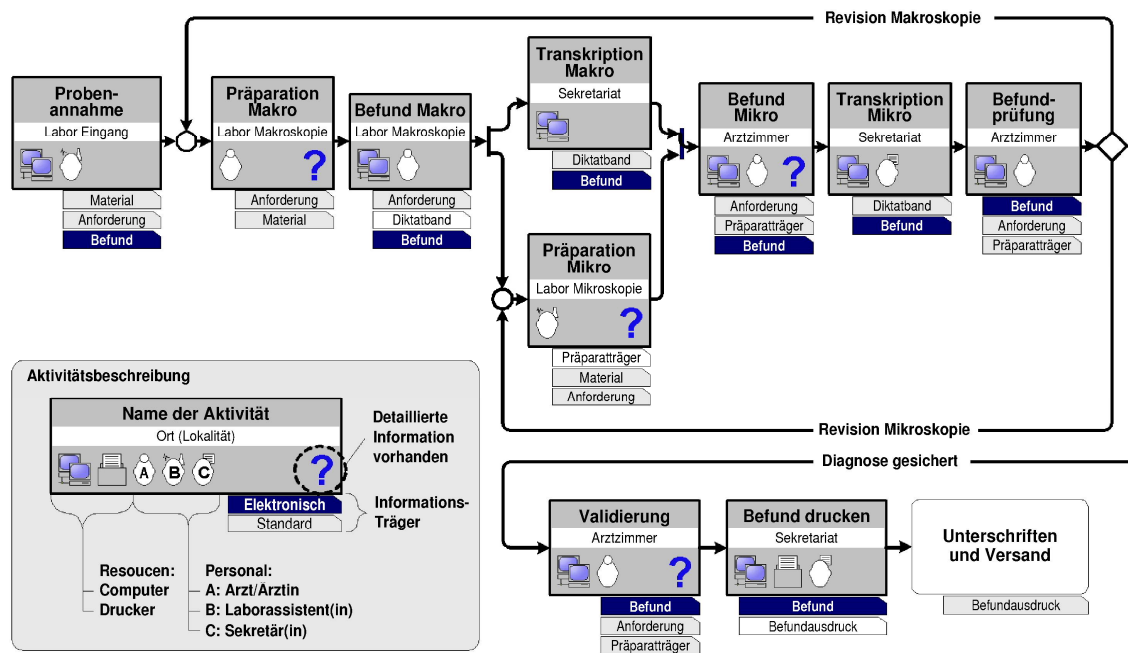 Revision Makroskopie
Proben-
annahme
Labor Eingang
Material
Anforderung
Befund
Präparation
Makro
Labor Makroskopie
?
Anforderung
Material
Befund Makro
Labor Makroskopie
Anforderung
Diktatband
Befund
Transkription
Makro
Sekretariat
Diktatband
Befund
Präparation
Mikro
Labor Mikroskopie
?
Präparatträger
Material
Anforderung
Befund
Mikro
Arztzimmer
?
Anforderung
Präparatträger
Befund
Transkription
Mikro
Sekretariat
Diktatband
Befund
Befund-
prüfung
Arztzimmer
Befund
Anforderung
Präparatträger
Revision Mikroskopie
Diagnose gesichert
Validierung
Arztzimmer
?
Befund
Anforderung
Präparatträger
Befund drucken
Sekretariat
Befund
Befundausdruck
Unterschriften
und Versand
Befundausdruck
Aktivitätsbeschreibung
Name der Aktivität
Ort (Lokalität)
A
B
C
?
Detaillierte
Information
vorhanden
Elektronisch
Standard
Informations-
Träger
Resoucen:
Computer
Drucker
Personal:
A: Arzt/Ärztin
B: Laborassistent(in)
C: Sekretär(in)